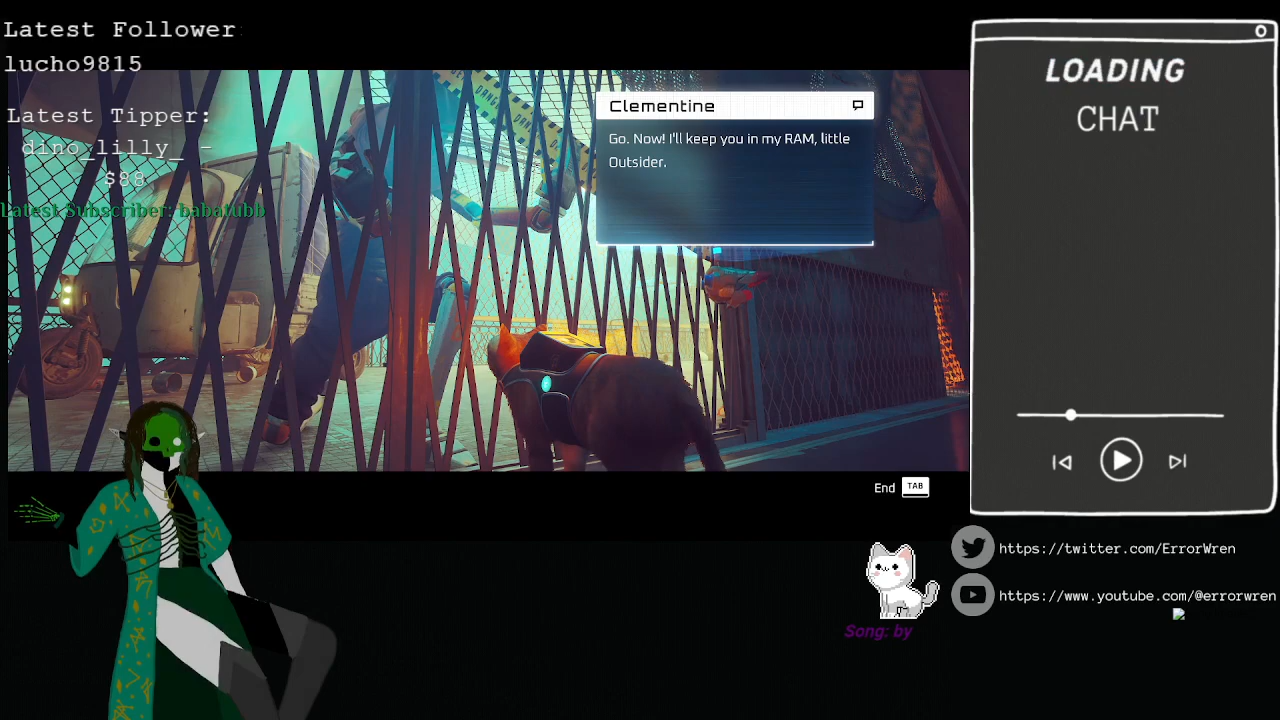 Latest Follower:
lucho9815
Latest Tipper:
dino_lilly_ -
$88
Latest Subscriber: babatubb
DANGER
Clementine
Go. Now! I'll keep you in my RAM, little
Outsider.
End TAB
LOADING
CHAT
https://twitter.com/ErrorWren
https://www.youtube.com/@errorwren
Song: by